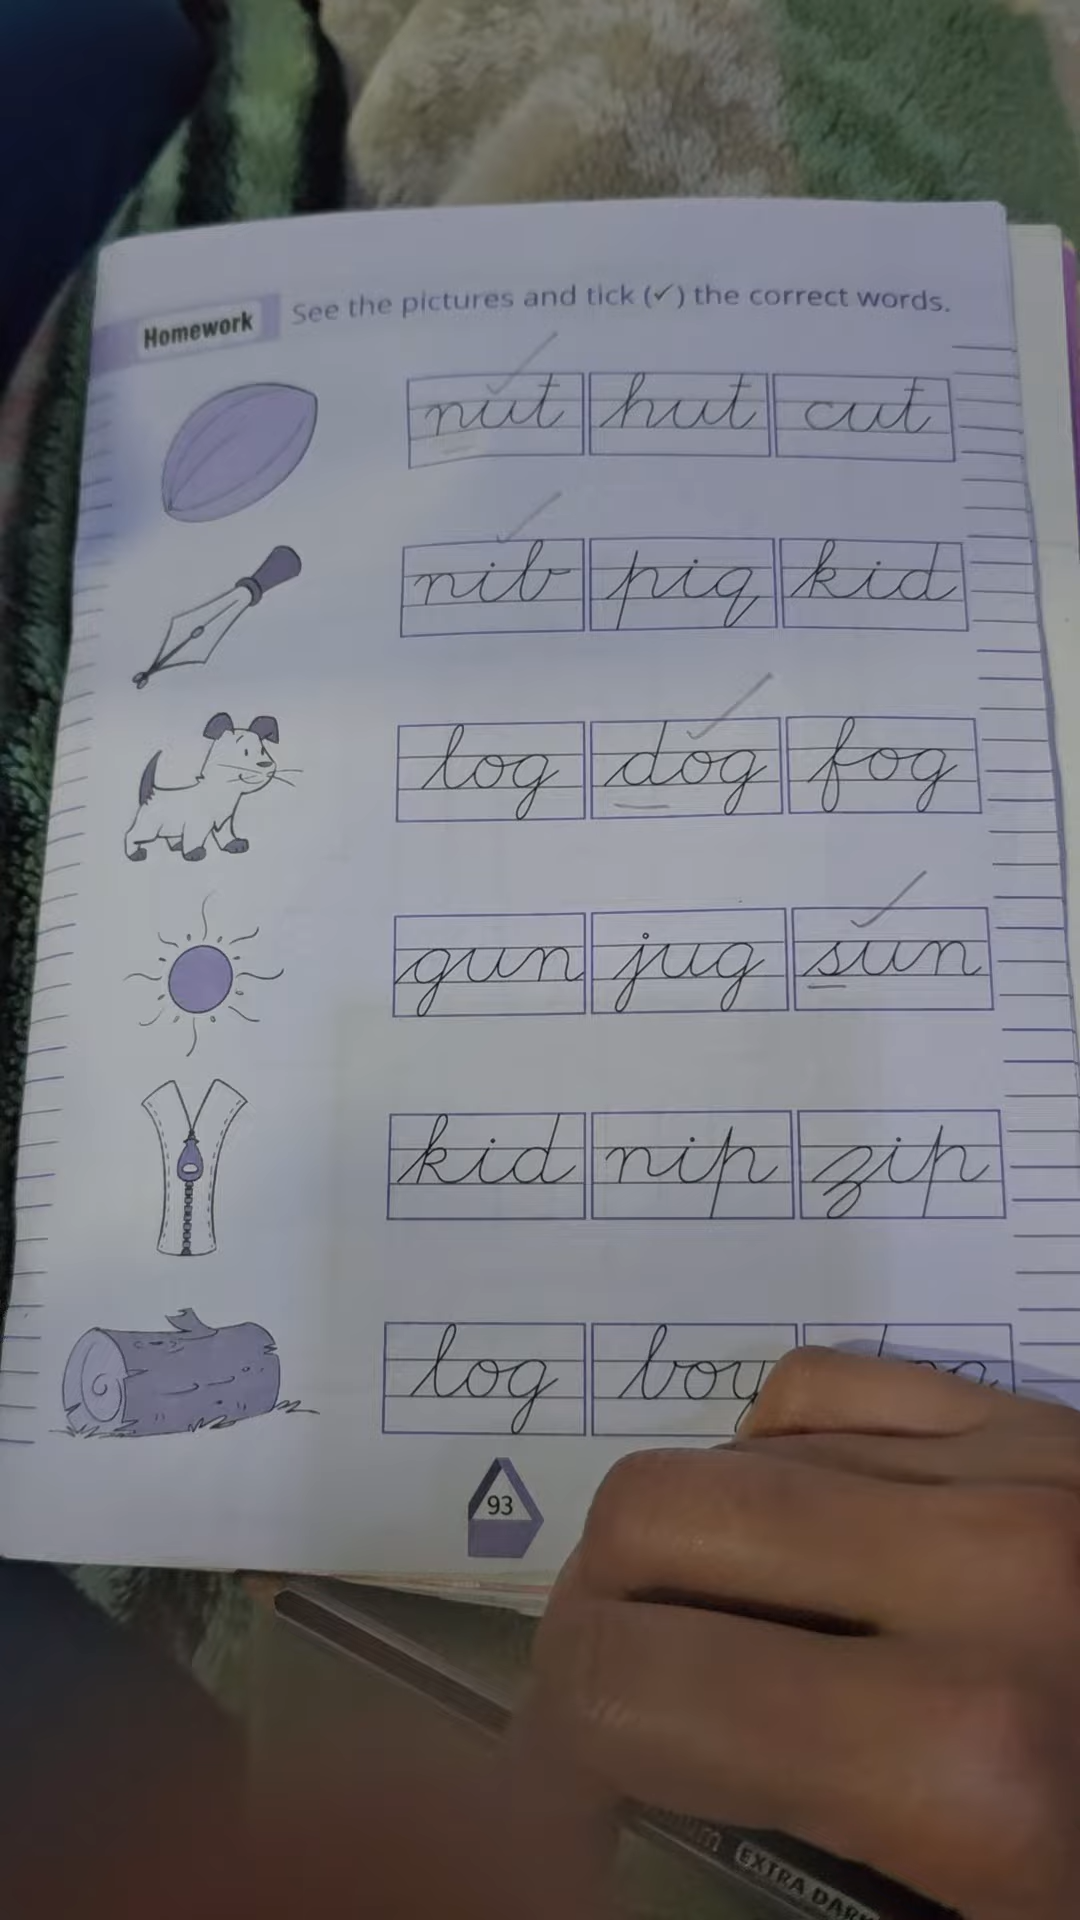 Homework See the pictures and tick (✓) the correct words.
nut hut cut
nib pig kid
log dog fog
gun jug sun
kid nip zip
log boy
93
EXTRA DARK